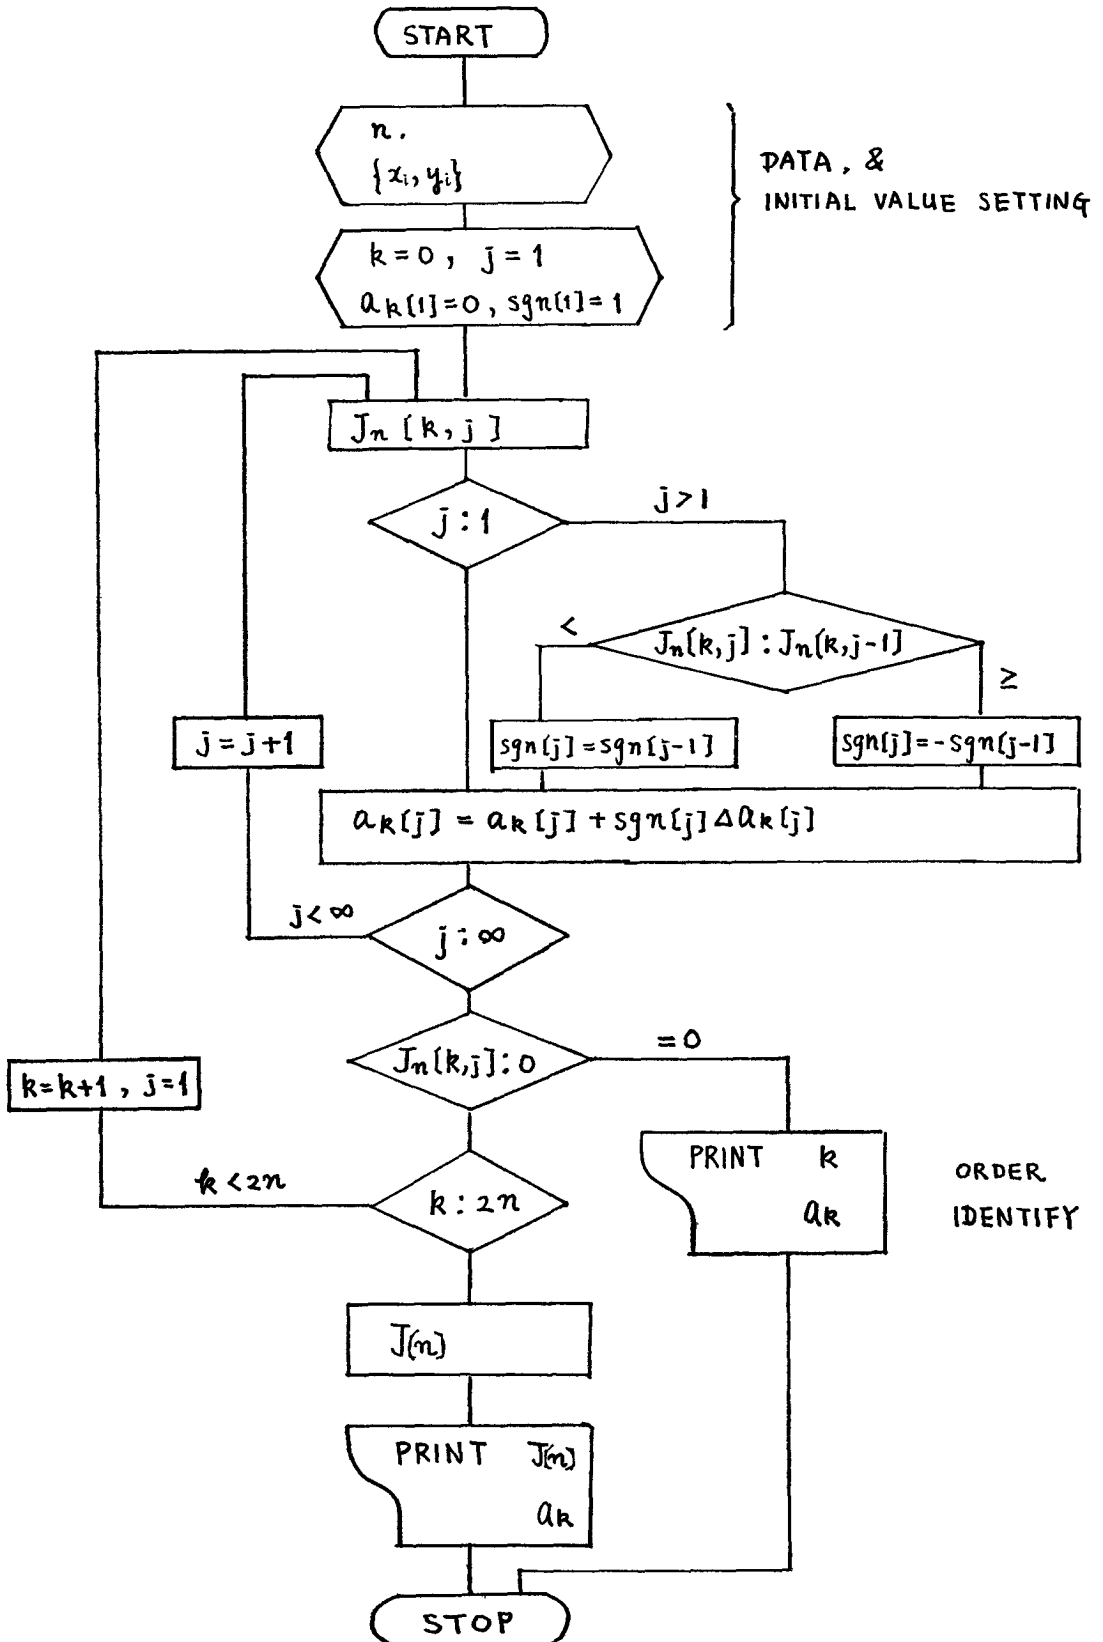 START
n.
{xᵢ, yᵢ}
DATA, &
INITIAL VALUE SETTING
k=0, j=1
aₖ[1]=0, sgn[1]=1
Jₙ[k, j]
j:1
j>1
Jₙ[k,j]:Jₙ[k,j-1]
<
≥
j=j+1
sgn[j]=sgn[j-1]
sgn[j]=-sgn[j-1]
aₖ[j] = aₖ[j] + sgn[j]Δaₖ[j]
j<∞
j:∞
Jₙ[k,j]:0
=0
k=k+1, j=1
PRINT k
aₖ
ORDER
IDENTIFY
k<2n
k:2n
J[n]
PRINT J[n]
aₖ
STOP